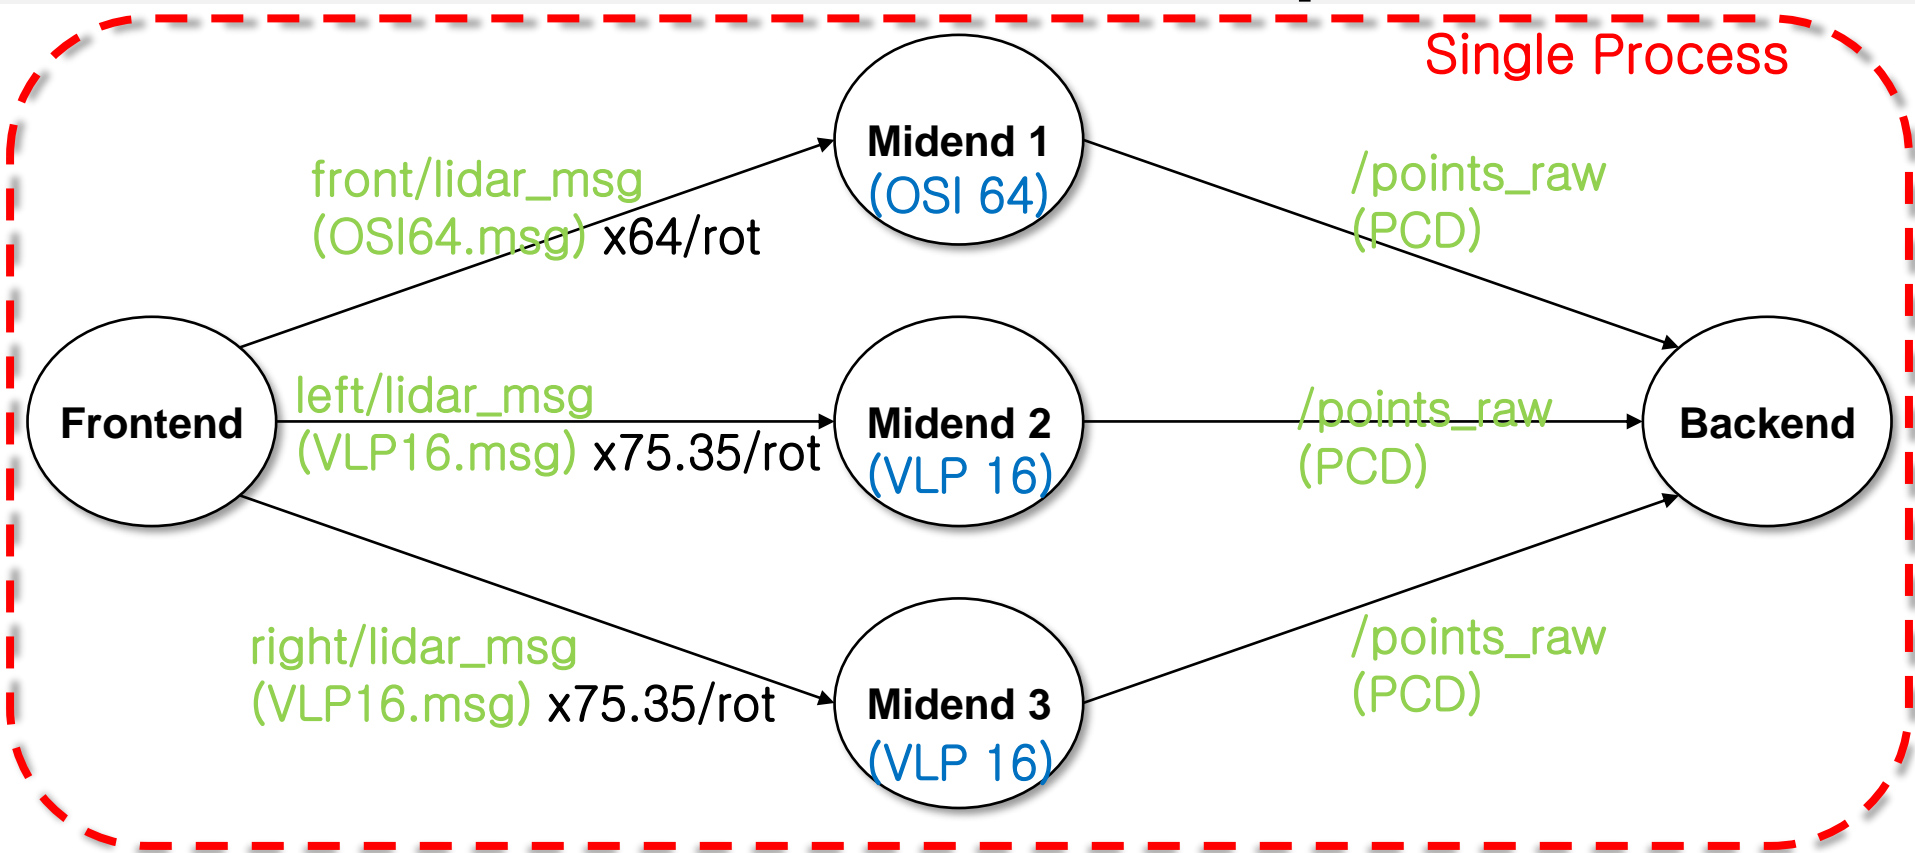 Single Process
Midend 1
(OSI 64)
front/lidar_msg
(OSI64.msg) x64/rot
/points_raw
(PCD)
Frontend
left/lidar_msg
(VLP16.msg) x75.35/rot
Midend 2
(VLP 16)
/points_raw
(PCD)
Backend
right/lidar_msg
(VLP16.msg) x75.35/rot
Midend 3
(VLP 16)
/points_raw
(PCD)